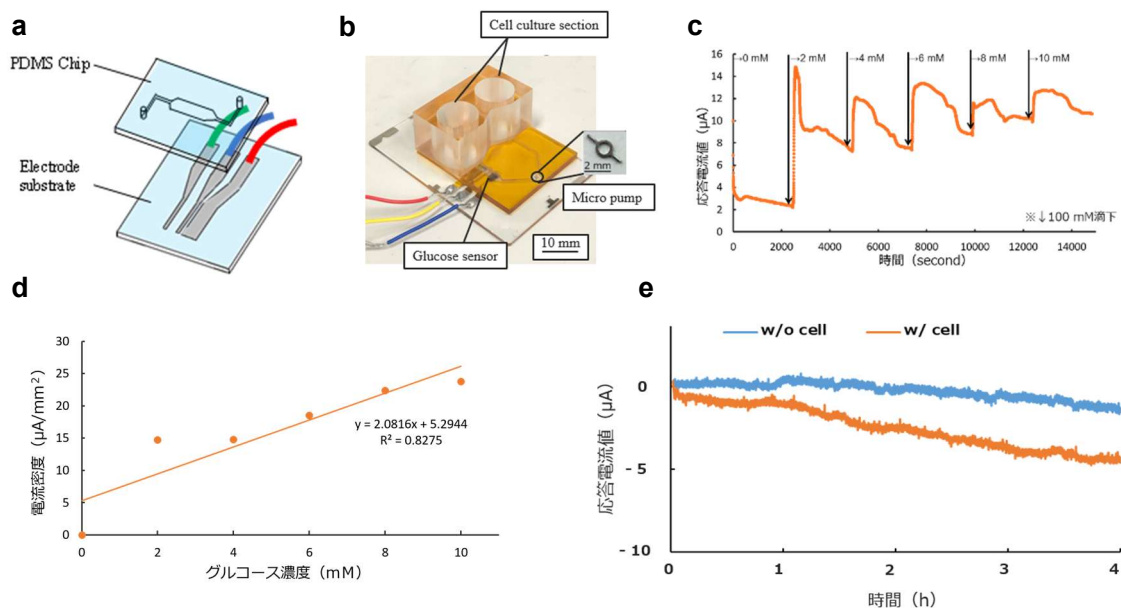 a
PDMS Chip
Electrode
substrate
b
Cell culture section
2 mm
Micro pump
Glucose sensor
10 mm
c
応答電流値（μA）
16
14
12
10
8
6
4
2
0
→0 mM
→2 mM
→4 mM
→6 mM
→8 mM
→10 mM
※↓100 mM滴下
0 2000 4000 6000 8000 10000 12000 14000
時間（second）
d
電流密度（μA/mm²）
30
25
20
15
10
5
0
y = 2.0816x + 5.2944
R² = 0.8275
0 2 4 6 8 10
グルコース濃度（mM）
e
w/o cell
w/ cell
応答電流値（μA）
0
- 5
- 10
0 1 2 3 4
時間（h）